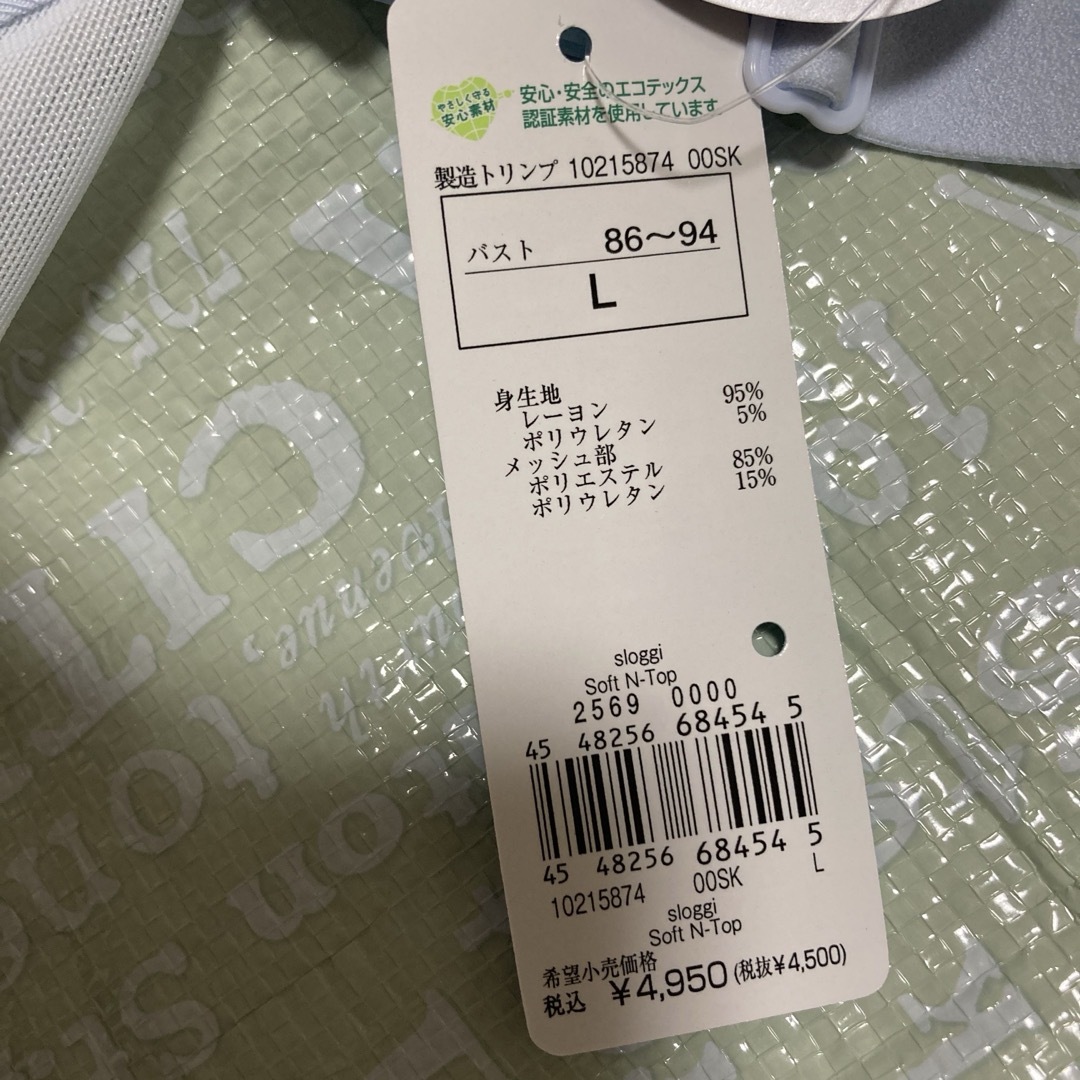 やさしく守る
安心素材
安心・安全のエコテックス
認証素材を使用しています
製造トリンプ 10215874 00SK
バスト 86～94
L
身生地
レーヨン 95%
ポリウレタン 5%
メッシュ部
ポリエステル 85%
ポリウレタン 15%
sloggi
Soft N-Top
2569 0000
45 48256 68454 5
45 48256 68454 5
10215874 00SK L
sloggi
Soft N-Top
希望小売価格
税込 ¥4,950 (税抜¥4,500)